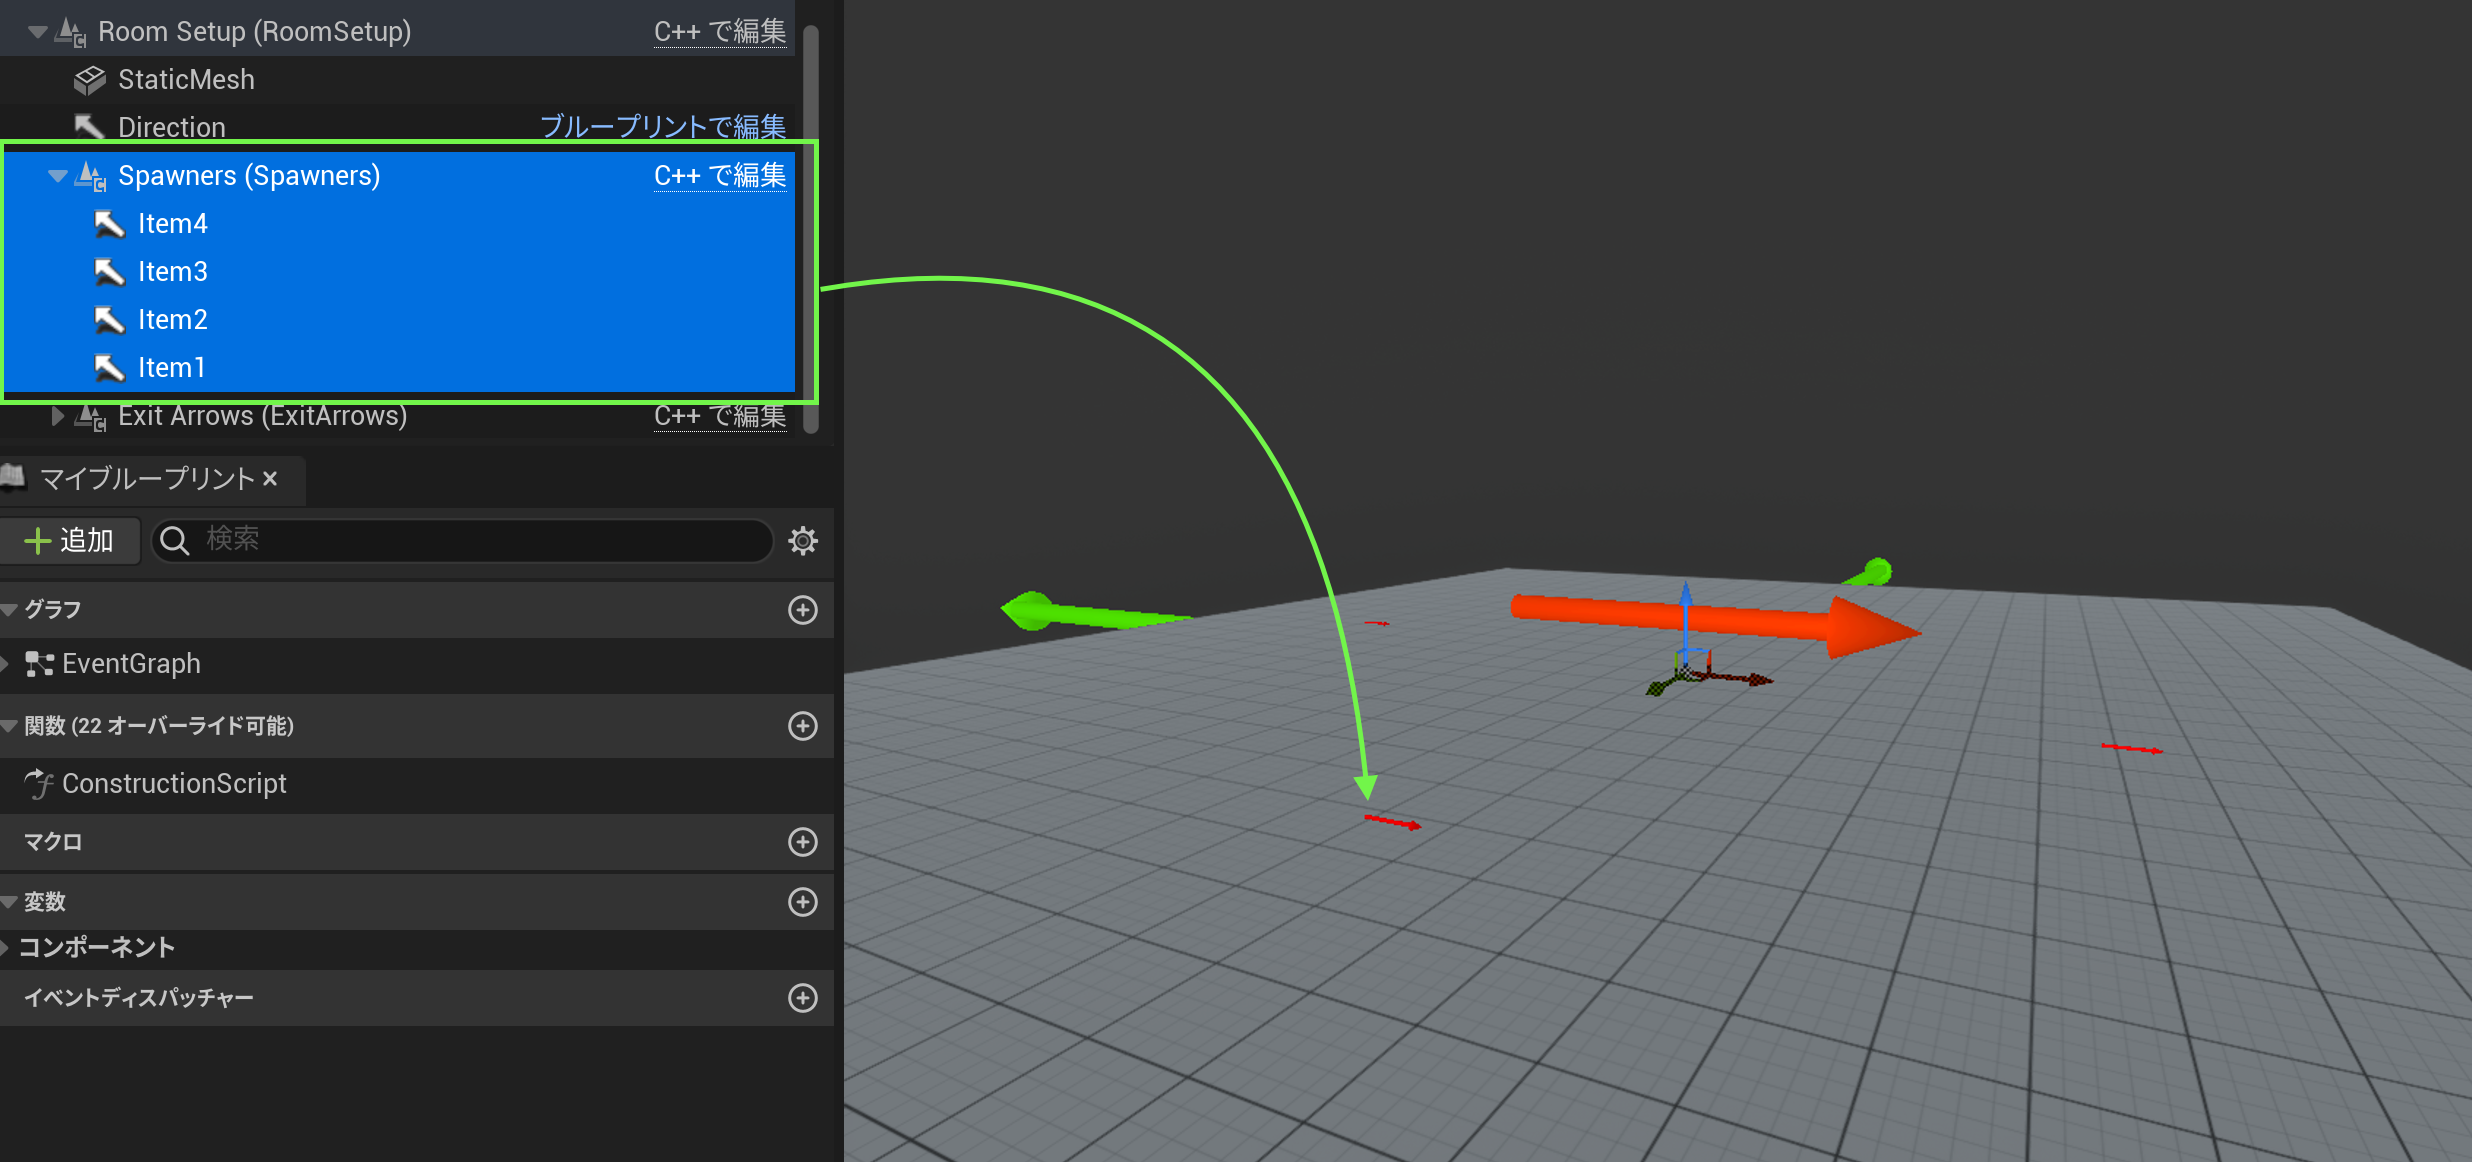 Room Setup (RoomSetup) C++ で編集
StaticMesh
Direction ブループリントで編集
Spawners (Spawners) C++ で編集
Item4
Item3
Item2
Item1
Exit Arrows (ExitArrows) C++ で編集
マイブループリント
追加 検索
グラフ
EventGraph
関数 (22 オーバーライド可能)
ConstructionScript
マクロ
変数
コンポーネント
イベントディスパッチャー